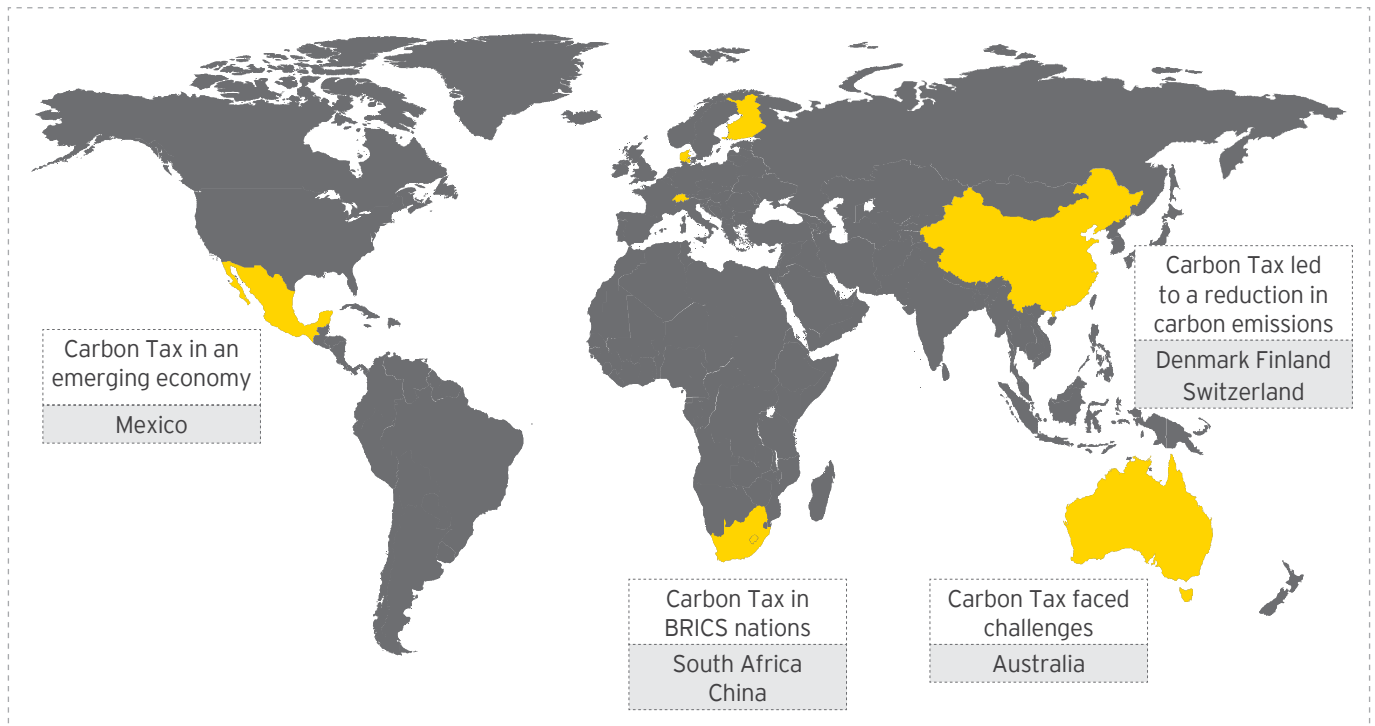 Carbon Tax led
to a reduction in
carbon emissions
Denmark Finland
Switzerland
Carbon Tax in an
emerging economy
Mexico
Carbon Tax in
BRICS nations
South Africa
China
Carbon Tax faced
challenges
Australia